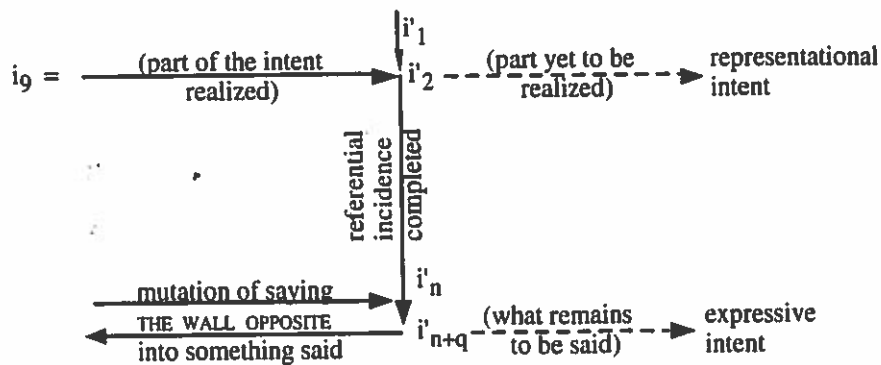 i'1
i9 = (part of the intent realized) i'2 (part yet to be realized) representational intent
referential incidence completed
mutation of saying i'n
THE WALL OPPOSITE i'n+q (what remains to be said) expressive intent
into something said